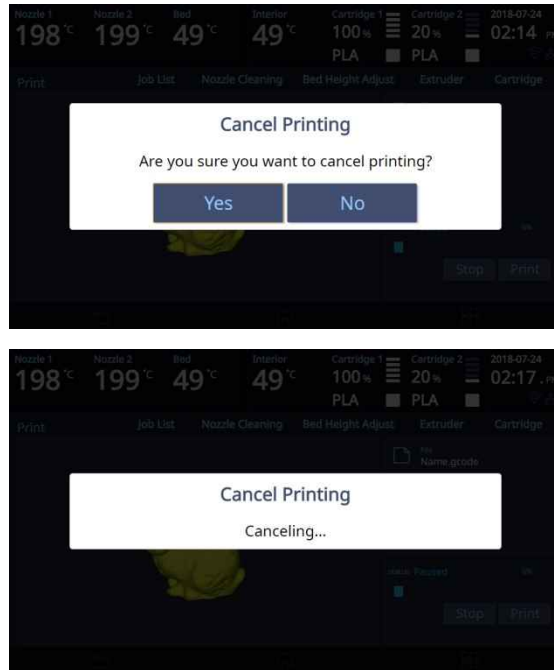 Nozzle 1 Nozzle 2 Bed Interior Cartridge 1 Cartridge 2 2018-07-24
198 °C 199 °C 49 °C 49 °C 100 % 20 % 02:14
PLA PLA
Print Job List Nozzle Cleaning Bed Height Adjust Extruder Cartridge
Cancel Printing
Are you sure you want to cancel printing?
Yes No
Stop Print
Nozzle 1 Nozzle 2 Bed Interior Cartridge 1 Cartridge 2 2018-07-24
198 °C 199 °C 49 °C 49 °C 100 % 20 % 02:17
PLA PLA
Print Job List Nozzle Cleaning Bed Height Adjust Extruder Cartridge
Name.gcode
Cancel Printing
Canceling...
Paused
Stop Print